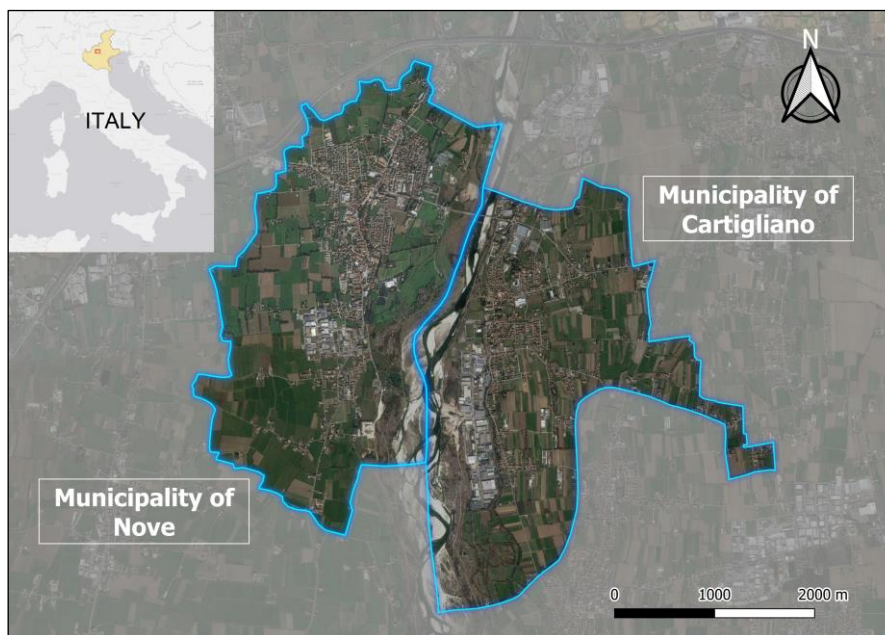 ITALY
N
Municipality of
Cartigliano
Municipality of
Nove
0 1000 2000 m